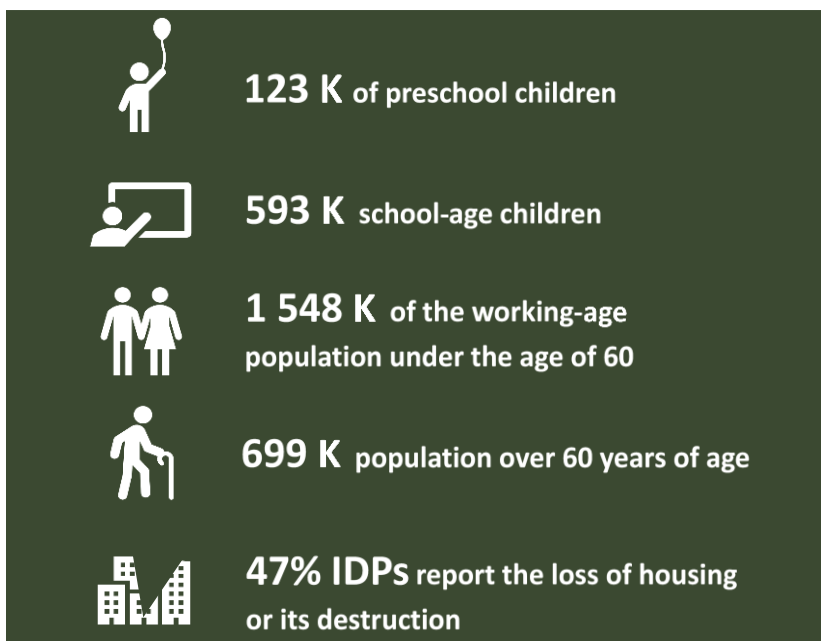 123 K of preschool children
593 K school-age children
1 548 K of the working-age
population under the age of 60
699 K population over 60 years of age
47% IDPs report the loss of housing
or its destruction